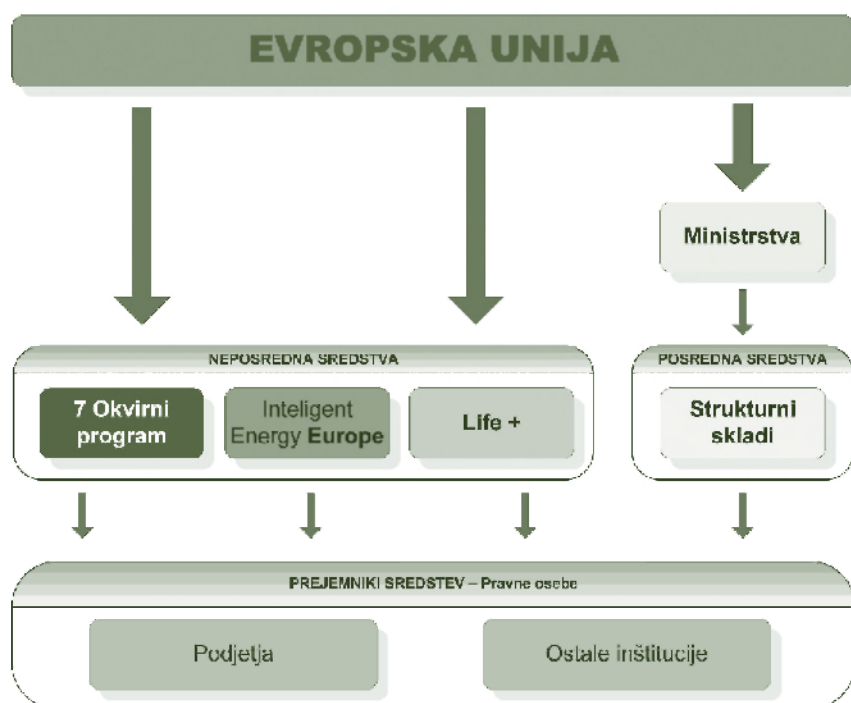 EVROPSKA UNIJA
Ministrstva
NEPOSREDNA SREDSTVA
POSREDNA SREDSTVA
7 Okvirni
program
Inteligent
Energy Europe
Life +
Strukturni
skladi
PREJEMNIKI SREDSTEV – Pravne osebe
Podjetja
Ostale inštitucije